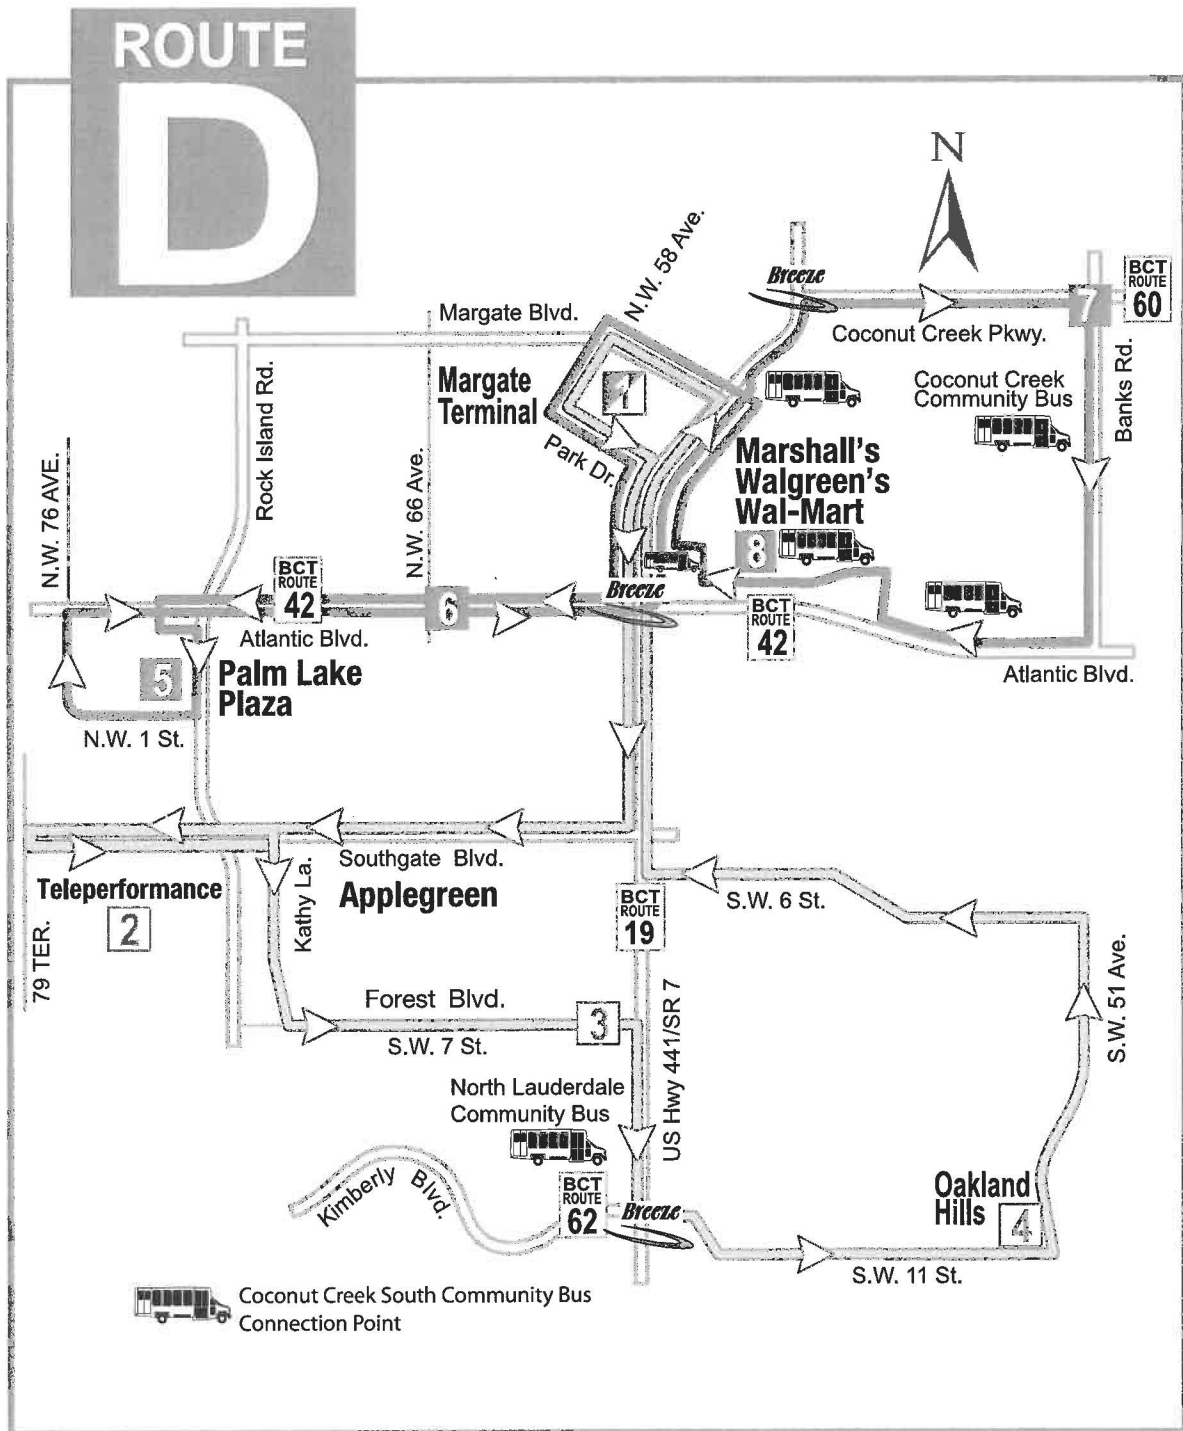 ROUTE
D
N
N.W. 58 Ave.
Breeze
BCT
ROUTE
60
7
Margate Blvd.
Coconut Creek Pkwy.
Rock Island Rd.
Margate
Terminal
1
Coconut Creek
Community Bus
Banks Rd.
Park Dr.
Marshall's
Walgreen's
Wal-Mart
N.W. 76 AVE.
N.W. 66 Ave.
8
BCT
ROUTE
42
6
Breeze
BCT
ROUTE
42
Atlantic Blvd.
Atlantic Blvd.
5
Palm Lake
Plaza
N.W. 1 St.
Southgate Blvd.
Teleperformance
2
Kathy La.
Applegreen
BCT
ROUTE
19
S.W. 6 St.
79 TER.
S.W. 51 Ave.
Forest Blvd.
3
S.W. 7 St.
US Hwy 441/SR 7
North Lauderdale
Community Bus
Kimberly Blvd.
BCT
ROUTE
62
Breeze
Oakland
Hills
4
S.W. 11 St.
Coconut Creek South Community Bus
Connection Point